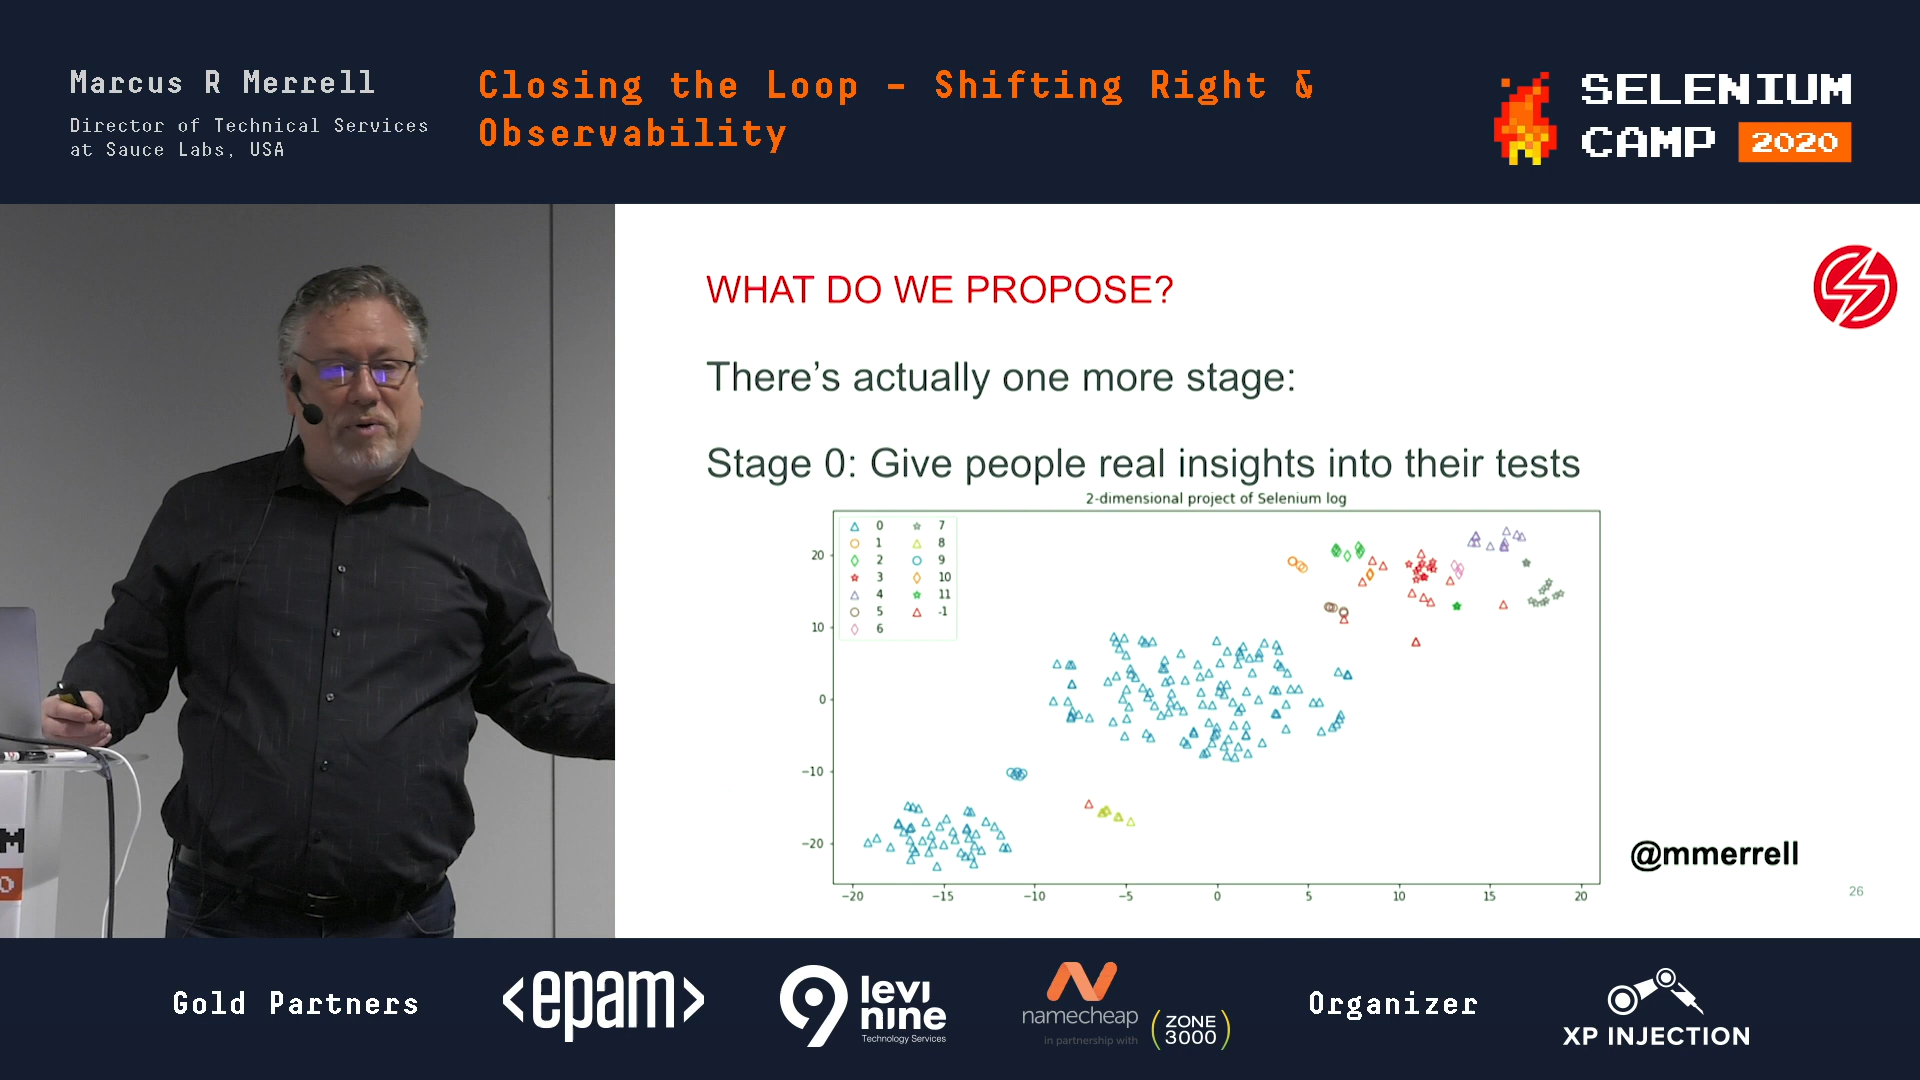 Marcus R Merrell
Director of Technical Services
at Sauce Labs, USA
Closing the Loop – Shifting Right &
Observability
SELENIUM
CAMP 2020
WHAT DO WE PROPOSE?
There's actually one more stage:
Stage 0: Give people real insights into their tests
2-dimensional project of Selenium log
0 7
1 8
2 9
3 10
4 11
5 -1
6
20
10
0
−10
−20
−20 −15 −10 −5 0 5 10 15 20
@mmerrell
26
M
0
Gold Partners
<epam>
9 levi
nine
Technology Services
namecheap
in partnership with
(ZONE
3000)
Organizer
XP INJECTION